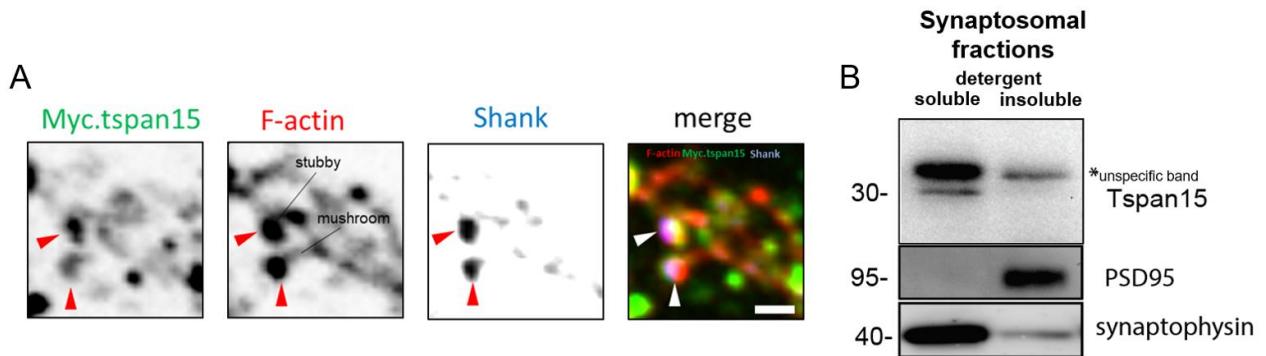 A
Myc.tspan15
F-actin
Shank
merge
stubby
mushroom
F-actin Myc.tspan15 Shank
B
Synaptosomal
fractions
detergent
soluble insoluble
30-
*unspecific band
Tspan15
95-
PSD95
40-
synaptophysin